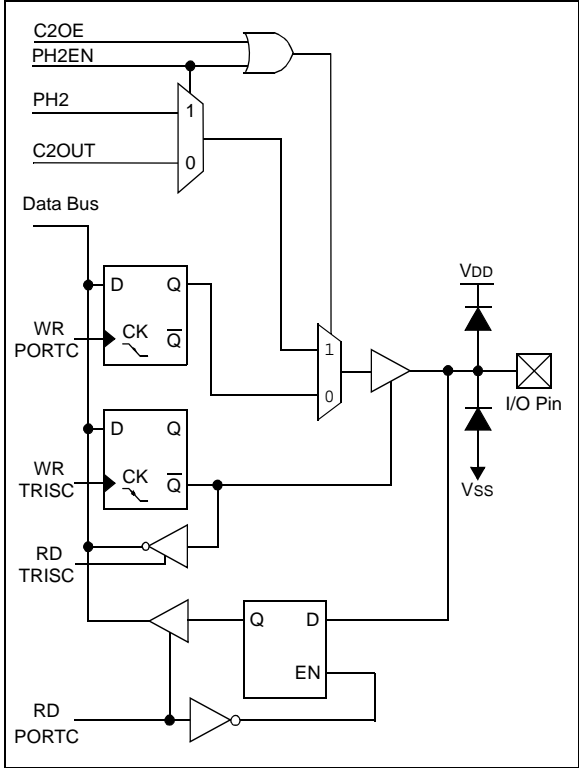 C2OE
PH2EN
PH2
1
C2OUT
0
Data Bus
D Q
WR
PORTC
CK
Q̅
VDD
1
0
I/O Pin
VSS
D Q
WR
TRISC
CK
Q̅
RD
TRISC
Q D
EN
RD
PORTC